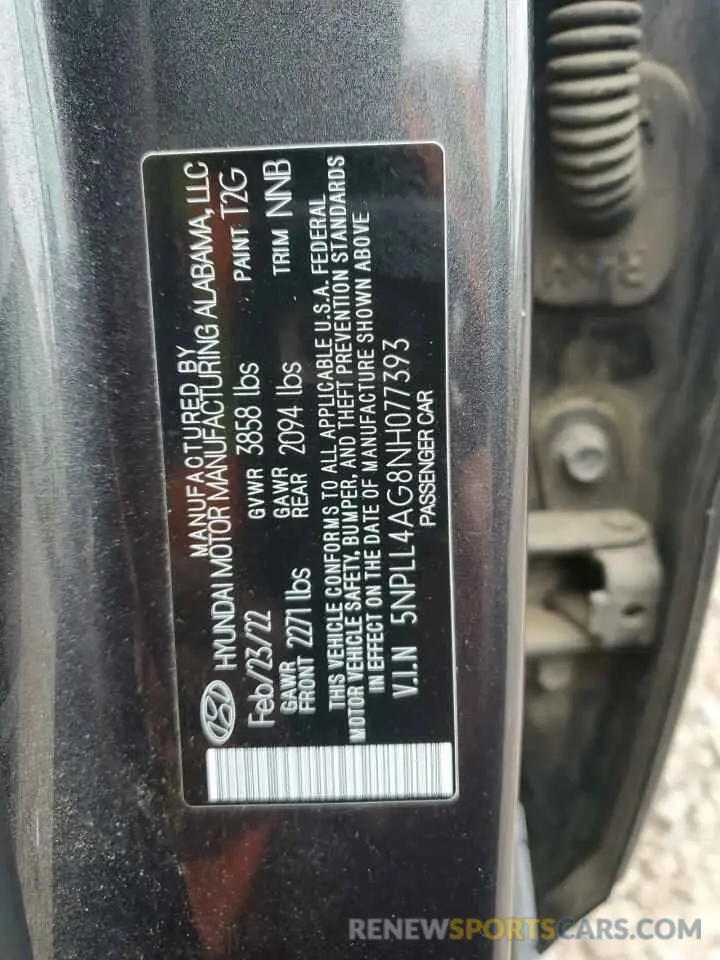 MANUFACTURED BY
HYUNDAI MOTOR MANUFACTURING ALABAMA, LLC
Feb/23/22 GVWR 3858 lbs PAINT T2G
GAWR FRONT 2271 lbs GAWR REAR 2094 lbs TRIM NNB
THIS VEHICLE CONFORMS TO ALL APPLICABLE U.S.A. FEDERAL
MOTOR VEHICLE SAFETY, BUMPER, AND THEFT PREVENTION STANDARDS
IN EFFECT ON THE DATE OF MANUFACTURE SHOWN ABOVE
V.I.N 5NPLL4AG8NH077393
PASSENGER CAR
RENEWSPORTSCARS.COM